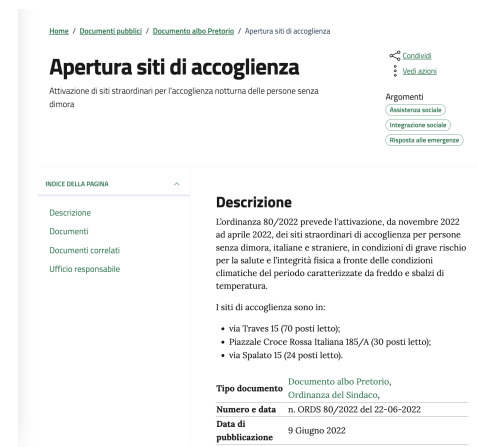 Home / Documenti pubblici / Documento albo Pretorio / Apertura siti di accoglienza
Apertura siti di accoglienza
Attivazione di siti straordinari per l'accoglienza notturna delle persone senza
dimora
Condividi
Vedi azioni
Argomenti
Assistenza sociale
Integrazione sociale
Risposta alle emergenze
INDICE DELLA PAGINA
Descrizione
Documenti
Documenti correlati
Ufficio responsabile
Descrizione
L'ordinanza 80/2022 prevede l'attivazione, da novembre 2022
ad aprile 2022, dei siti straordinari di accoglienza per persone
senza dimora, italiane e straniere, in condizioni di grave rischio
per la salute e l'integrità fisica a fronte delle condizioni
climatiche del periodo caratterizzate da freddo e sbalzi di
temperatura.
I siti di accoglienza sono in:
• via Traves 15 (70 posti letto);
• Piazzale Croce Rossa Italiana 185/A (30 posti letto);
• via Spalato 15 (24 posti letto).
Tipo documento Documento albo Pretorio,
Ordinanza del Sindaco,
Numero e data n. ORDS 80/2022 del 22-06-2022
Data di
pubblicazione 9 Giugno 2022